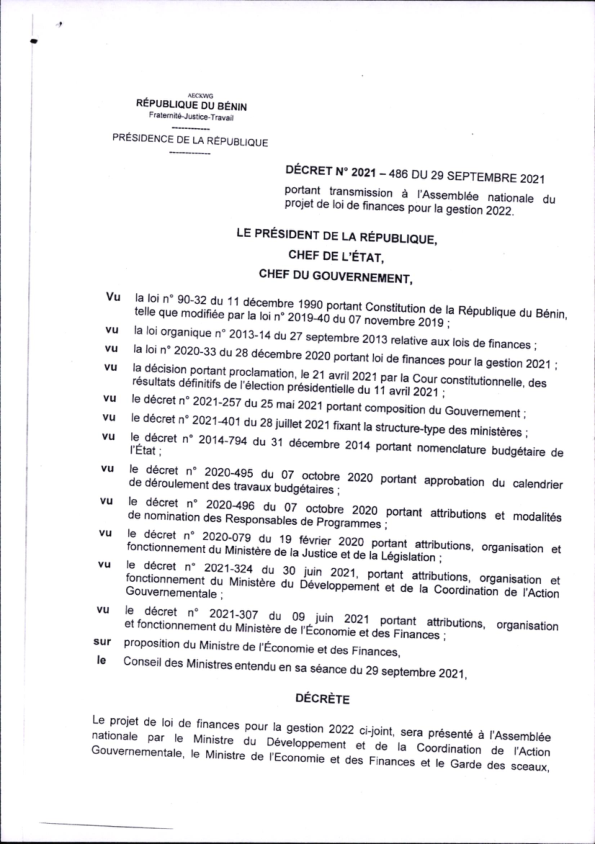 AECKWG
RÉPUBLIQUE DU BÉNIN
Fraternité-Justice-Travail
------------
PRÉSIDENCE DE LA RÉPUBLIQUE
-------------
DÉCRET N° 2021 – 486 DU 29 SEPTEMBRE 2021
portant transmission à l'Assemblée nationale du
projet de loi de finances pour la gestion 2022.
LE PRÉSIDENT DE LA RÉPUBLIQUE,
CHEF DE L'ÉTAT,
CHEF DU GOUVERNEMENT,
Vu la loi n° 90-32 du 11 décembre 1990 portant Constitution de la République du Bénin,
telle que modifiée par la loi n° 2019-40 du 07 novembre 2019 ;
vu la loi organique n° 2013-14 du 27 septembre 2013 relative aux lois de finances ;
vu la loi n° 2020-33 du 28 décembre 2020 portant loi de finances pour la gestion 2021 ;
vu la décision portant proclamation, le 21 avril 2021 par la Cour constitutionnelle, des
résultats définitifs de l'élection présidentielle du 11 avril 2021 ;
vu le décret n° 2021-257 du 25 mai 2021 portant composition du Gouvernement ;
vu le décret n° 2021-401 du 28 juillet 2021 fixant la structure-type des ministères ;
vu le décret n° 2014-794 du 31 décembre 2014 portant nomenclature budgétaire de
l'État ;
vu le décret n° 2020-495 du 07 octobre 2020 portant approbation du calendrier
de déroulement des travaux budgétaires ;
vu le décret n° 2020-496 du 07 octobre 2020 portant attributions et modalités
de nomination des Responsables de Programmes ;
vu le décret n° 2020-079 du 19 février 2020 portant attributions, organisation et
fonctionnement du Ministère de la Justice et de la Législation ;
vu le décret n° 2021-324 du 30 juin 2021, portant attributions, organisation et
fonctionnement du Ministère du Développement et de la Coordination de l'Action
Gouvernementale ;
vu le décret n° 2021-307 du 09 juin 2021 portant attributions, organisation
et fonctionnement du Ministère de l'Économie et des Finances ;
sur proposition du Ministre de l'Économie et des Finances,
le Conseil des Ministres entendu en sa séance du 29 septembre 2021,
DÉCRÈTE
Le projet de loi de finances pour la gestion 2022 ci-joint, sera présenté à l'Assemblée
nationale par le Ministre du Développement et de la Coordination de l'Action
Gouvernementale, le Ministre de l'Economie et des Finances et le Garde des sceaux,